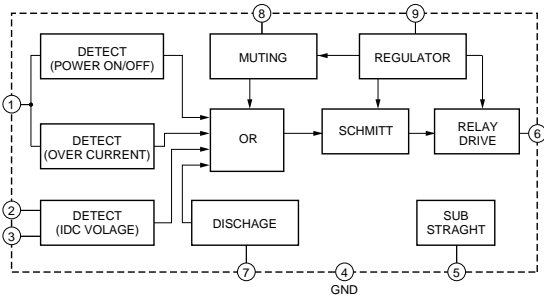 8
9
DETECT
(POWER ON/OFF)
MUTING
REGULATOR
1
DETECT
(OVER CURRENT)
OR
SCHMITT
RELAY
DRIVE
6
2
3
DETECT
(IDC VOLAGE)
DISCHAGE
SUB
STRAGHT
7
4
5
GND